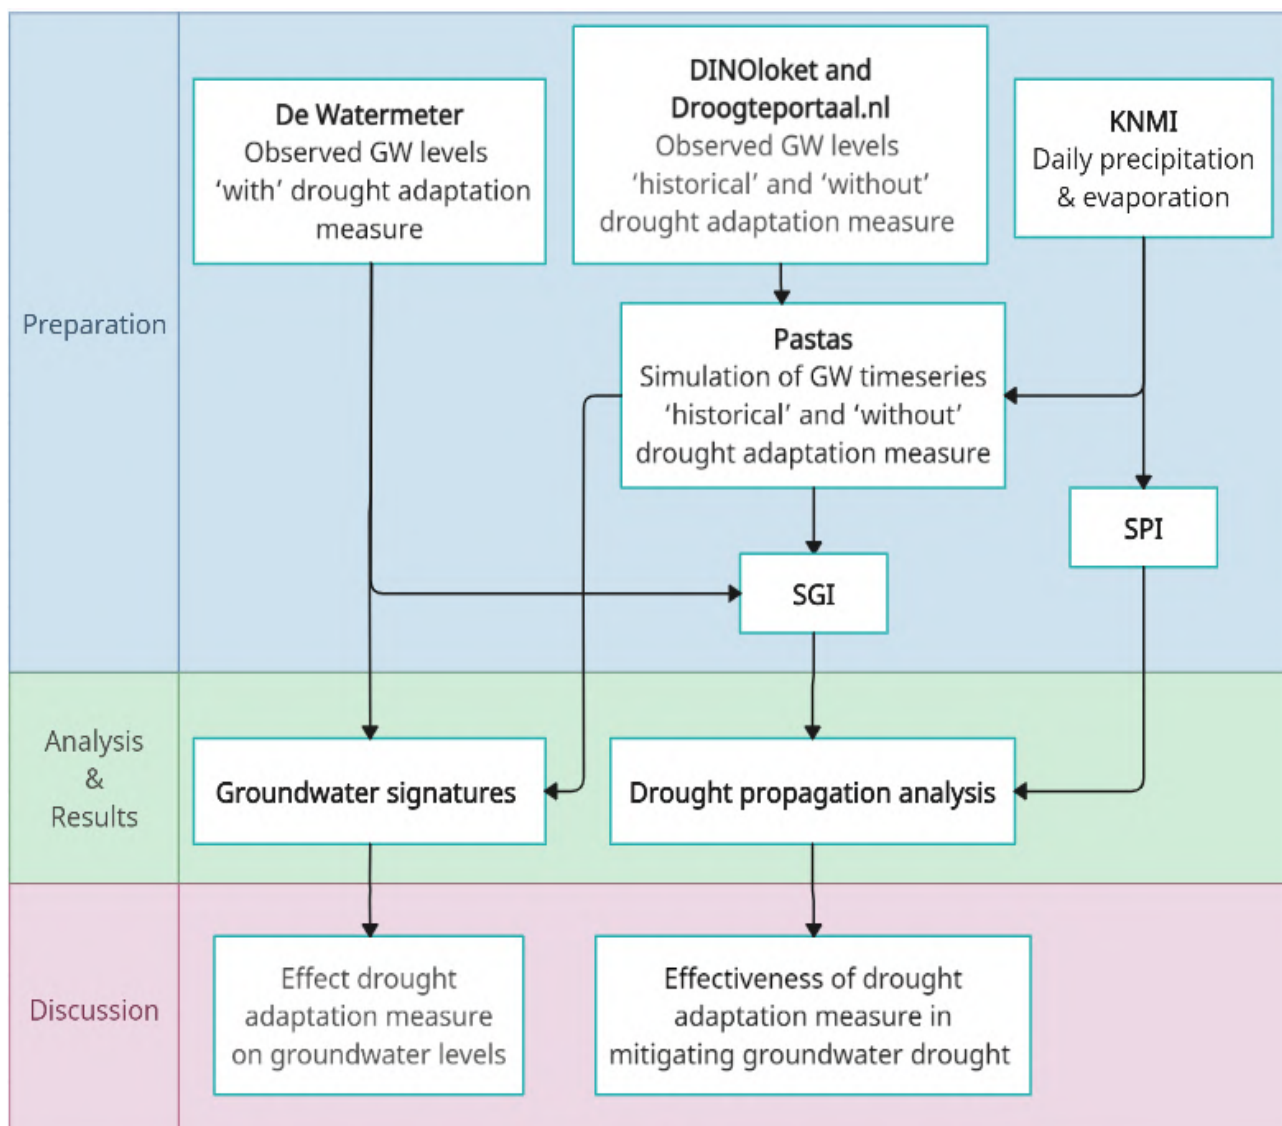 Preparation
De Watermeter
Observed GW levels
‘with’ drought adaptation
measure
DINOloket and
Droogteportaal.nl
Observed GW levels
‘historical’ and ‘without’
drought adaptation measure
KNMI
Daily precipitation
& evaporation
Pastas
Simulation of GW timeseries
‘historical’ and ‘without’
drought adaptation measure
SPI
SGI
Analysis
&
Results
Groundwater signatures
Drought propagation analysis
Discussion
Effect drought
adaptation measure
on groundwater levels
Effectiveness of drought
adaptation measure in
mitigating groundwater drought